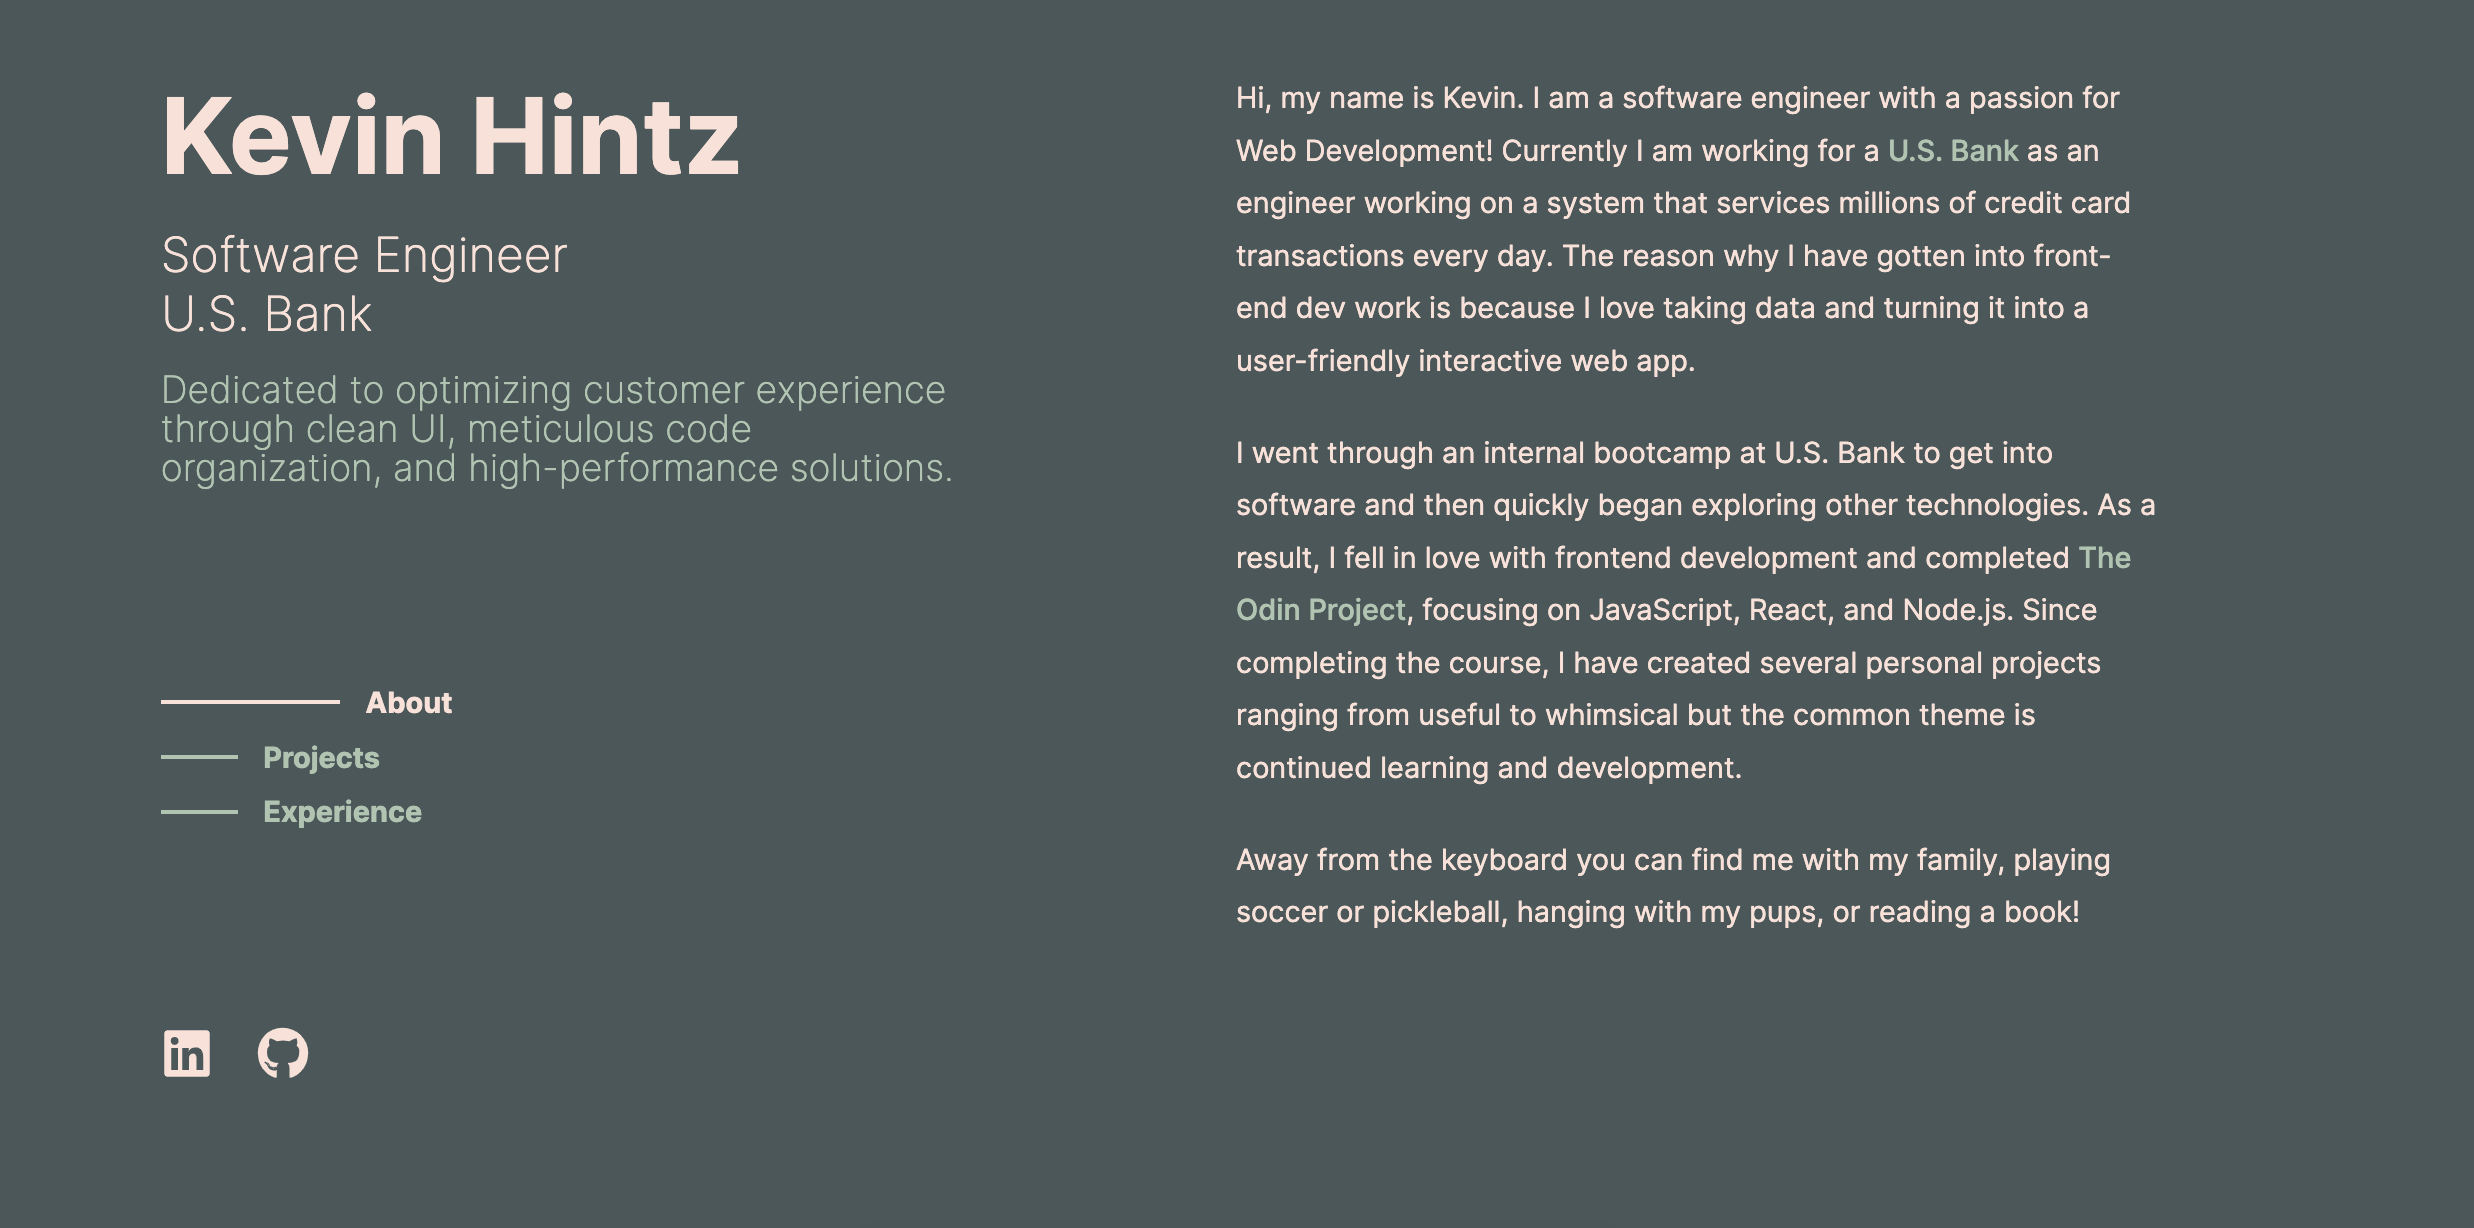 Kevin Hintz
Software Engineer
U.S. Bank
Dedicated to optimizing customer experience
through clean UI, meticulous code
organization, and high-performance solutions.
About
Projects
Experience
in
Hi, my name is Kevin. I am a software engineer with a passion for
Web Development! Currently I am working for a U.S. Bank as an
engineer working on a system that services millions of credit card
transactions every day. The reason why I have gotten into front-
end dev work is because I love taking data and turning it into a
user-friendly interactive web app.
I went through an internal bootcamp at U.S. Bank to get into
software and then quickly began exploring other technologies. As a
result, I fell in love with frontend development and completed The
Odin Project, focusing on JavaScript, React, and Node.js. Since
completing the course, I have created several personal projects
ranging from useful to whimsical but the common theme is
continued learning and development.
Away from the keyboard you can find me with my family, playing
soccer or pickleball, hanging with my pups, or reading a book!